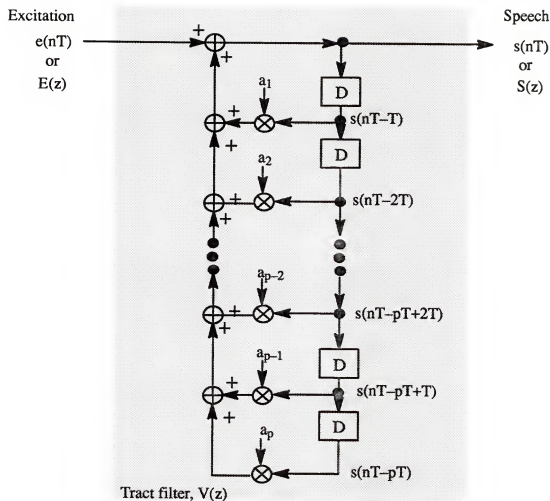 Excitation
e(nT)
or
E(z)
Speech
s(nT)
or
S(z)
+
+
D
a1
+
+
s(nT–T)
+
D
a2
+
+
s(nT–2T)
+
ap–2
+
s(nT–pT+2T)
+
D
ap–1
+
+
s(nT–pT+T)
+
D
ap
s(nT–pT)
Tract filter, V(z)